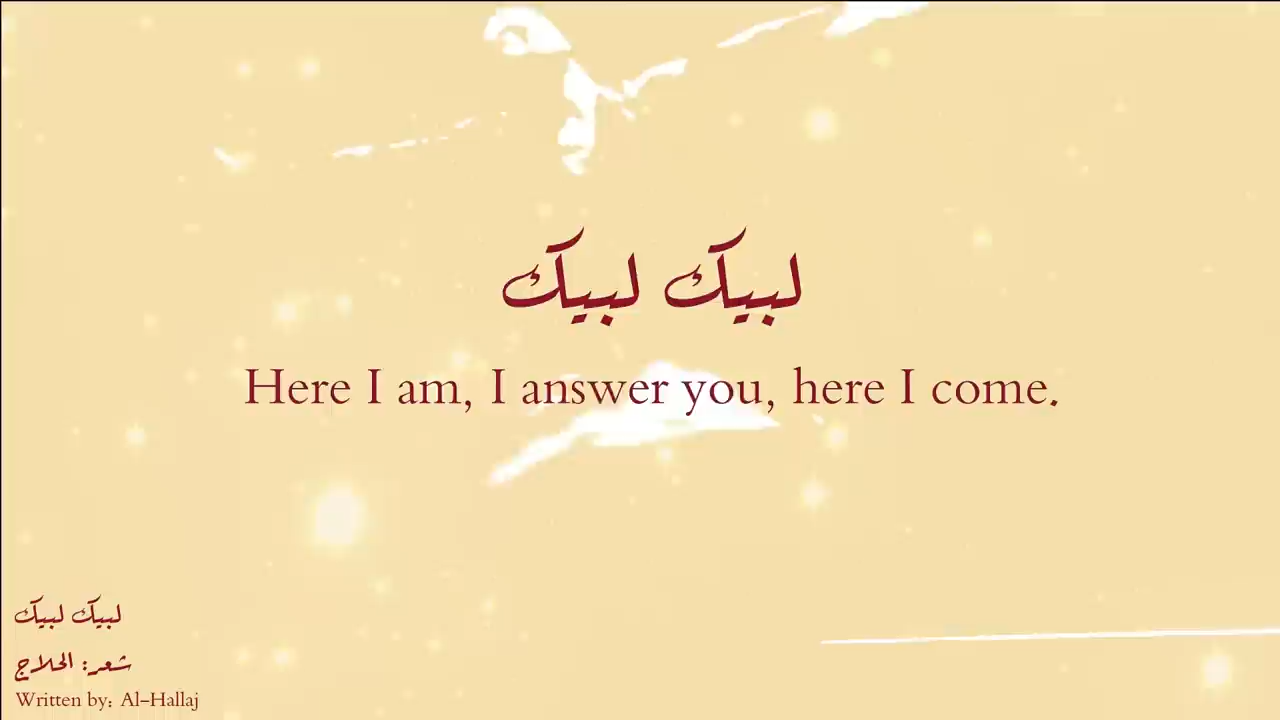 لبيك لبيك
Here I am, I answer you, here I come.
لبيك لبيك
شعر: الحلاج
Written by: Al-Hallaj